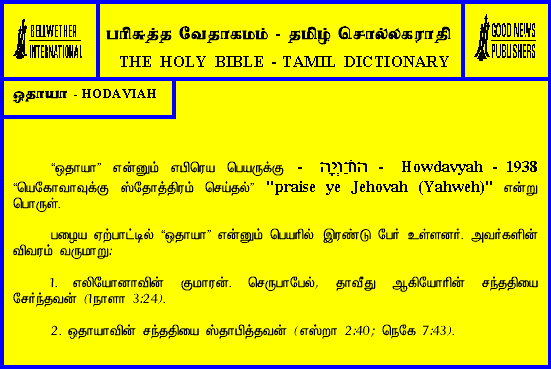 BELLWETHER
INTERNATIONAL
பரிசுத்த வேதாகமம் - தமிழ் சொல்லகராதி
THE HOLY BIBLE - TAMIL DICTIONARY
GOOD NEWS
PUBLISHERS
ஒதாயா - HODAVIAH
“ஒதாயா” என்னும் எபிரெய பெயருக்கு - - Howdavyah - 1938
“யெகோவாவுக்கு ஸ்தோத்திரம் செய்தல்” "praise ye Jehovah (Yahweh)" என்று
பொருள்.
பழைய ஏற்பாட்டில் “ஒதாயா” என்னும் பெயரில் இரண்டு பேர் உள்ளனர். அவர்களின்
விவரம் வருமாறு;
1. எலியோனாவின் குமாரன். செருபாபேல், தாவீது ஆகியோரின் சந்ததியை
சேர்ந்தவன் (1நாளா 3:24).
2. ஒதாயாவின் சந்ததியை ஸ்தாபித்தவன் (எஸ்றா 2:40; நெகே 7:43).